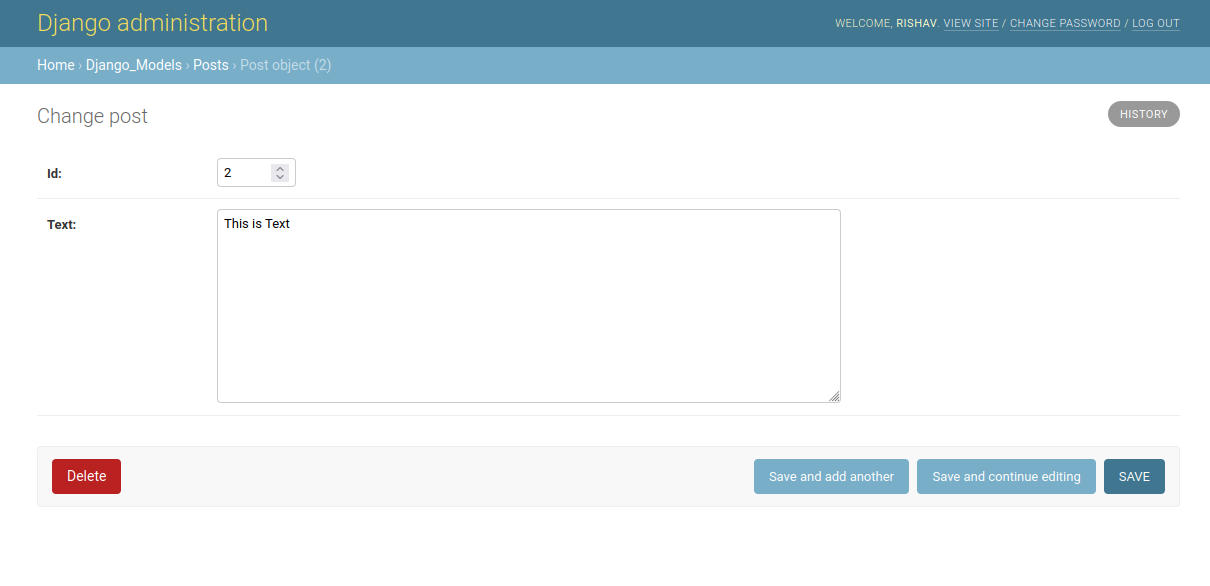 Django administration
WELCOME, RISHAV. VIEW SITE / CHANGE PASSWORD / LOG OUT
Home › Django_Models › Posts › Post object (2)
Change post
HISTORY
Id:
2
Text:
This is Text
Delete
Save and add another
Save and continue editing
SAVE